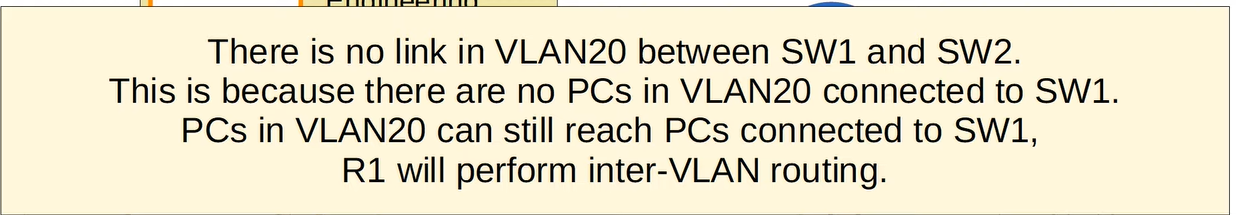 Engineering
There is no link in VLAN20 between SW1 and SW2.
This is because there are no PCs in VLAN20 connected to SW1.
PCs in VLAN20 can still reach PCs connected to SW1,
R1 will perform inter-VLAN routing.